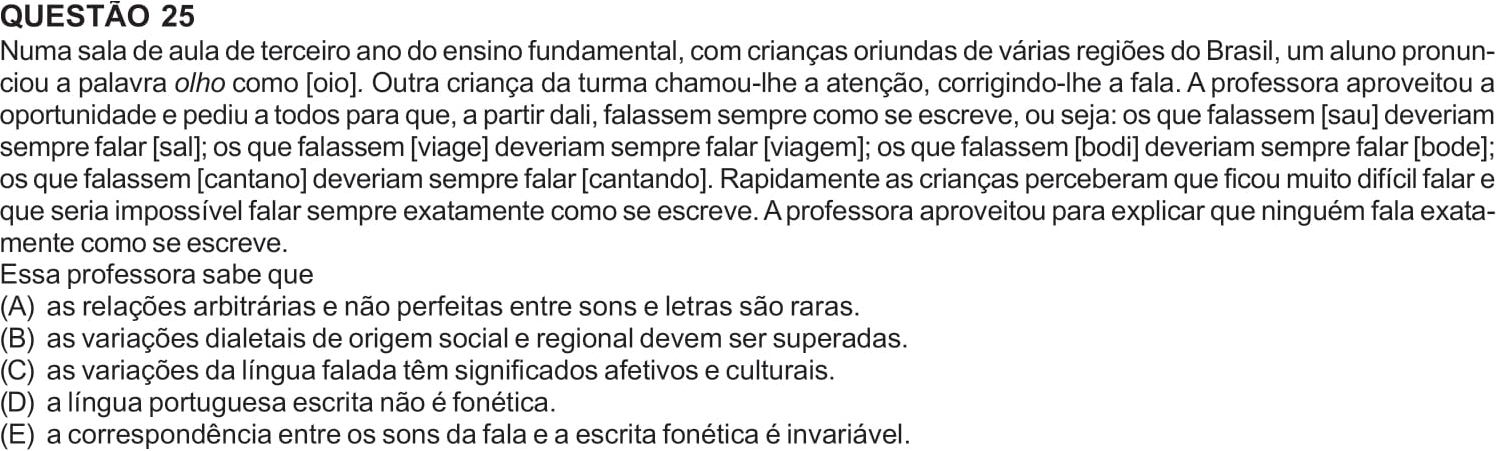 QUESTÃO 25
Numa sala de aula de terceiro ano do ensino fundamental, com crianças oriundas de várias regiões do Brasil, um aluno pronun-
ciou a palavra olho como [oio]. Outra criança da turma chamou-lhe a atenção, corrigindo-lhe a fala. A professora aproveitou a
oportunidade e pediu a todos para que, a partir dali, falassem sempre como se escreve, ou seja: os que falassem [sau] deveriam
sempre falar [sal]; os que falassem [viage] deveriam sempre falar [viagem]; os que falassem [bodi] deveriam sempre falar [bode];
os que falassem [cantano] deveriam sempre falar [cantando]. Rapidamente as crianças perceberam que ficou muito difícil falar e
que seria impossível falar sempre exatamente como se escreve. A professora aproveitou para explicar que ninguém fala exata-
mente como se escreve.
Essa professora sabe que
(A) as relações arbitrárias e não perfeitas entre sons e letras são raras.
(B) as variações dialetais de origem social e regional devem ser superadas.
(C) as variações da língua falada têm significados afetivos e culturais.
(D) a língua portuguesa escrita não é fonética.
(E) a correspondência entre os sons da fala e a escrita fonética é invariável.